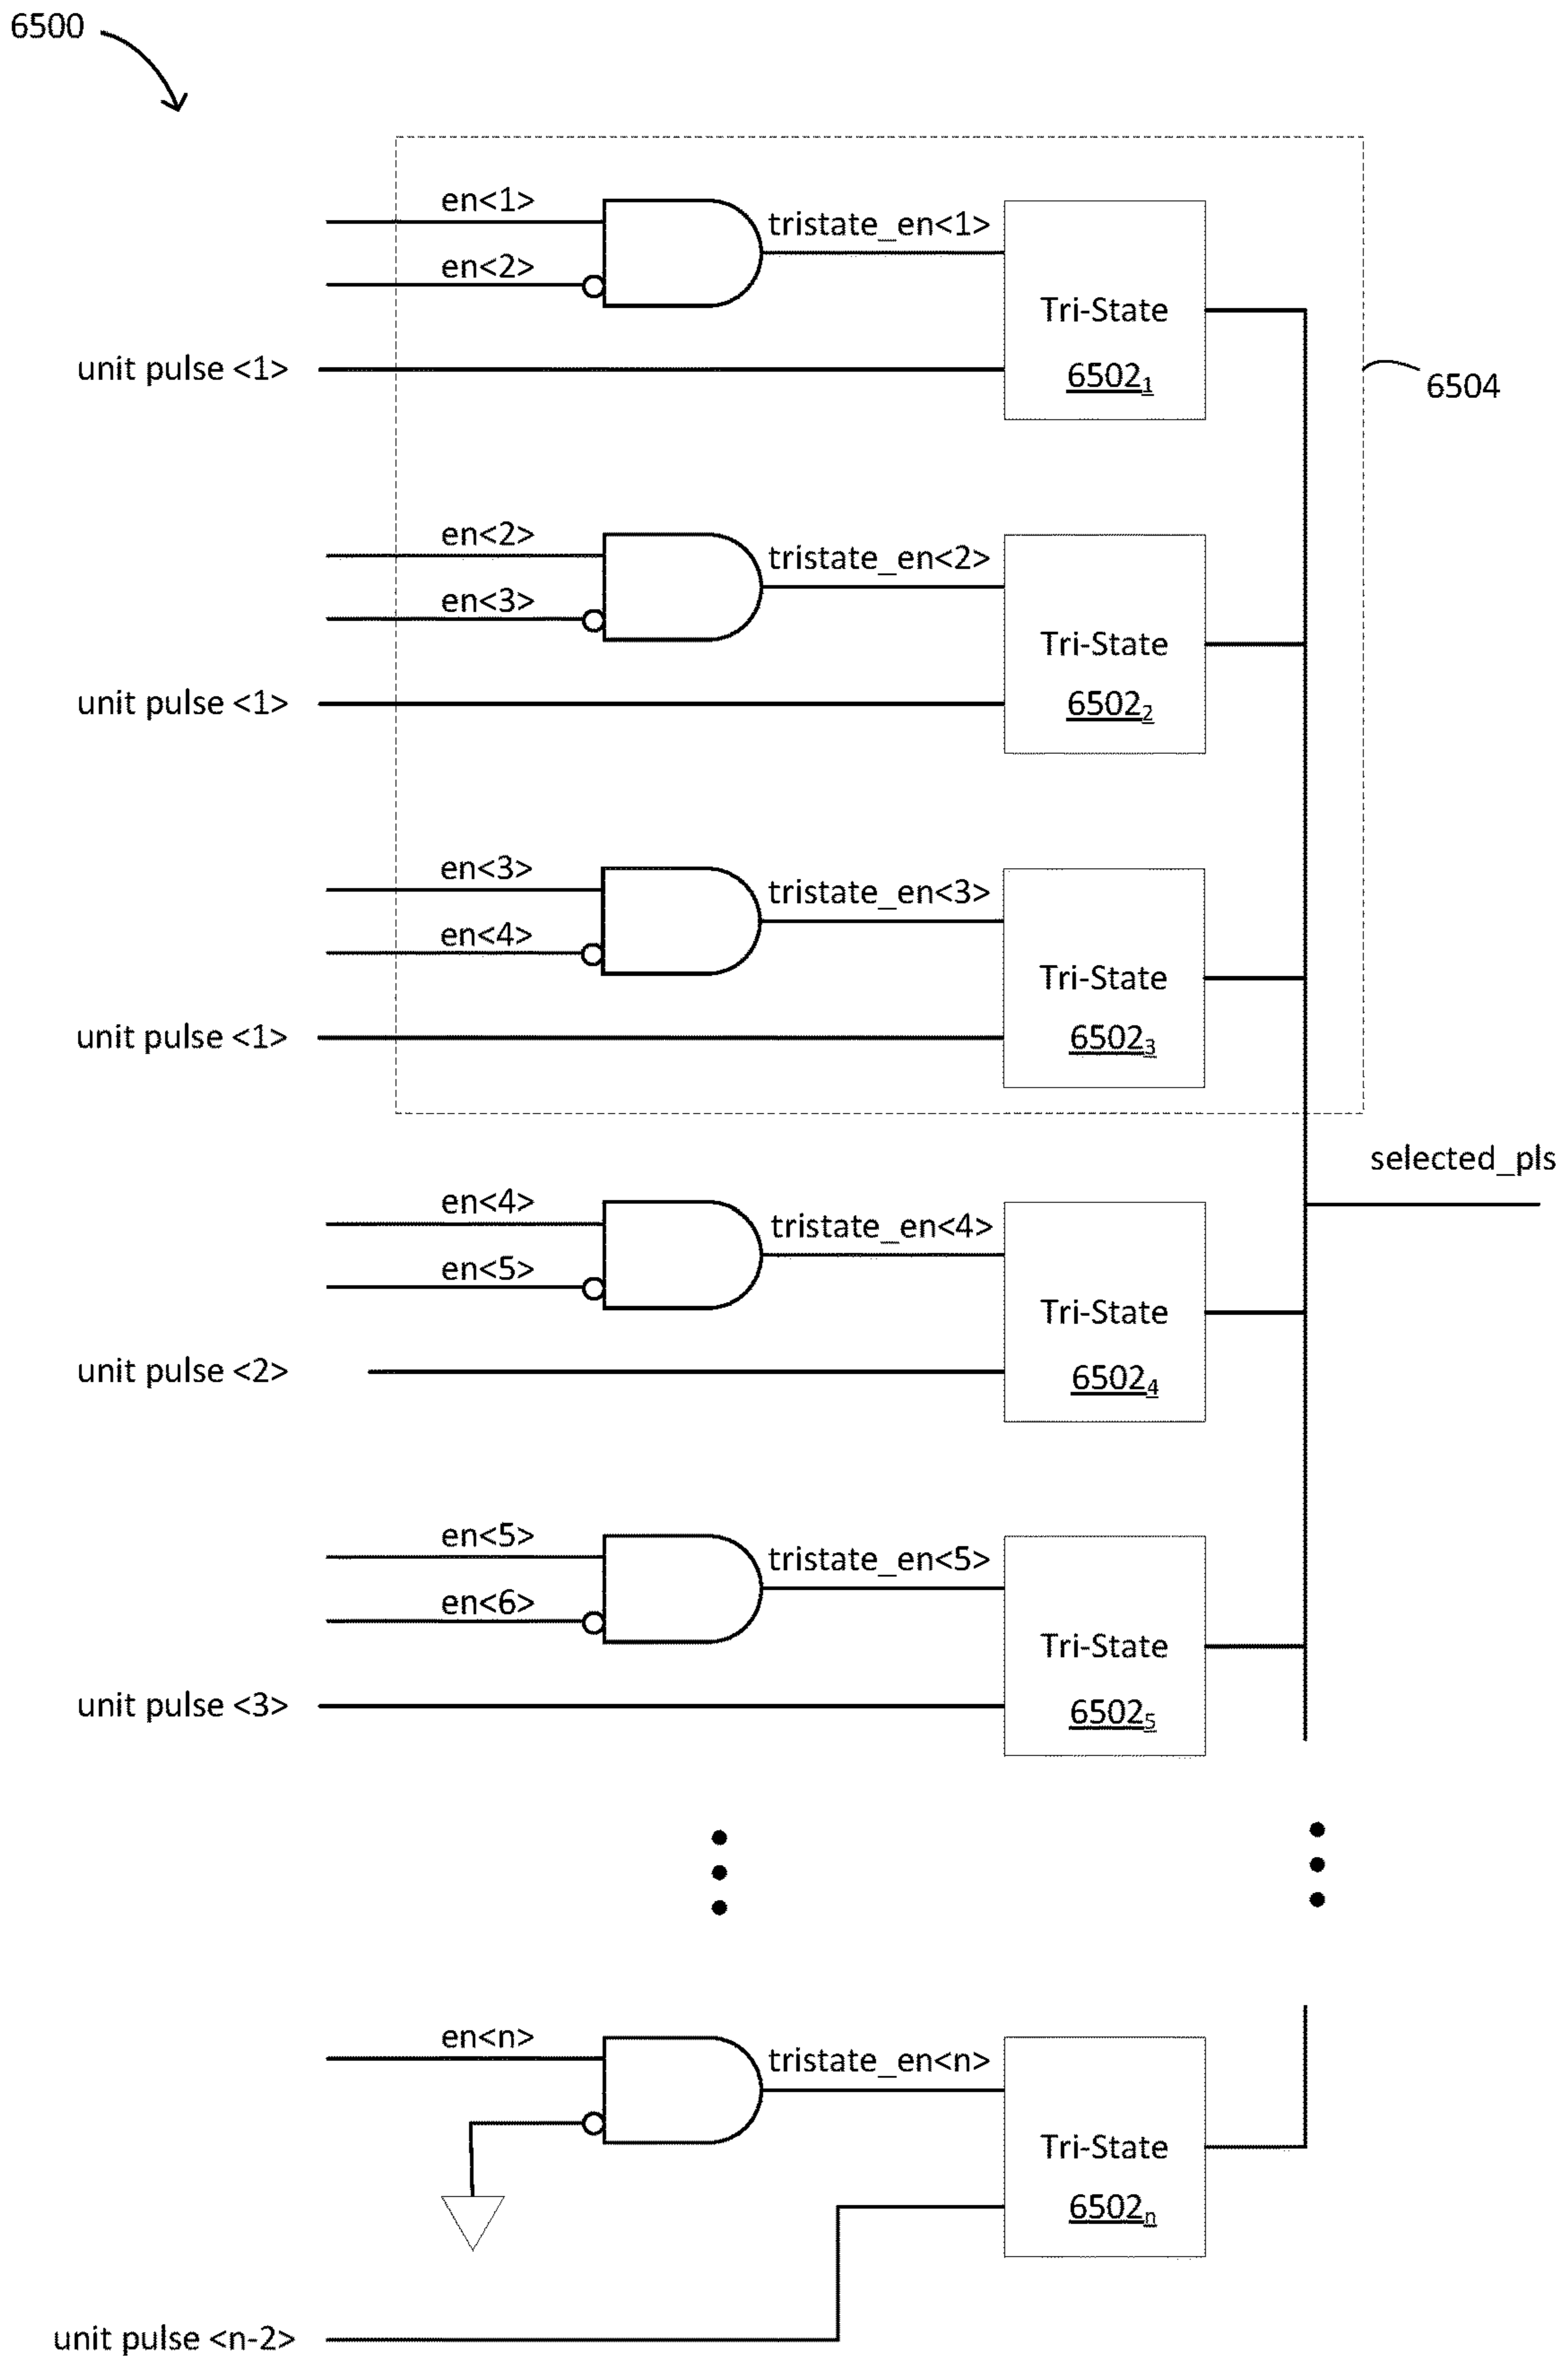 6500
en<1>
tristate_en<1>
en<2>
Tri-State
unit pulse <1>
6502₁
6504
en<2>
tristate_en<2>
en<3>
Tri-State
unit pulse <1>
6502₂
en<3>
tristate_en<3>
en<4>
Tri-State
unit pulse <1>
6502₃
selected_pls
en<4>
tristate_en<4>
en<5>
Tri-State
unit pulse <2>
6502₄
en<5>
tristate_en<5>
en<6>
Tri-State
unit pulse <3>
6502₅
en<n>
tristate_en<n>
Tri-State
6502ₙ
unit pulse <n-2>